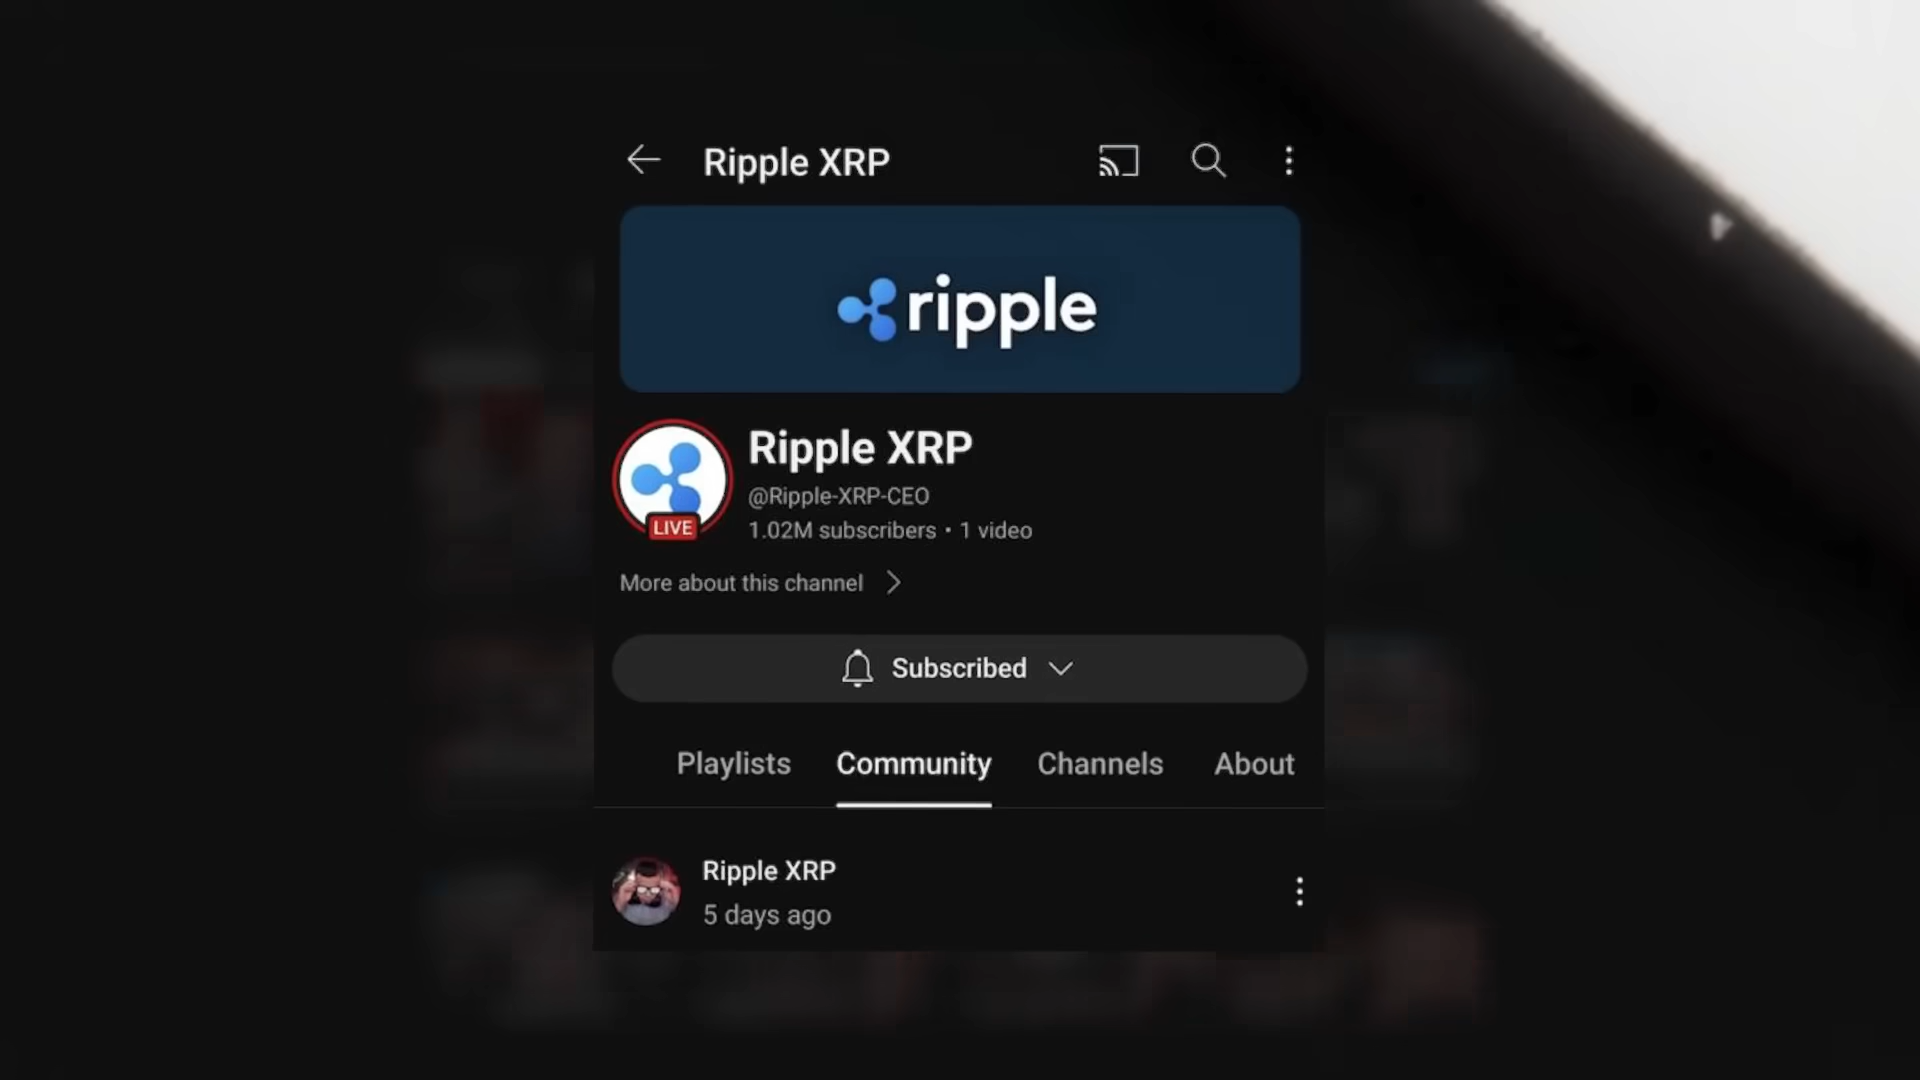 Ripple XRP
ripple
Ripple XRP
@Ripple-XRP-CEO
1.02M subscribers • 1 video
LIVE
More about this channel
Subscribed
Playlists Community Channels About
Ripple XRP
5 days ago